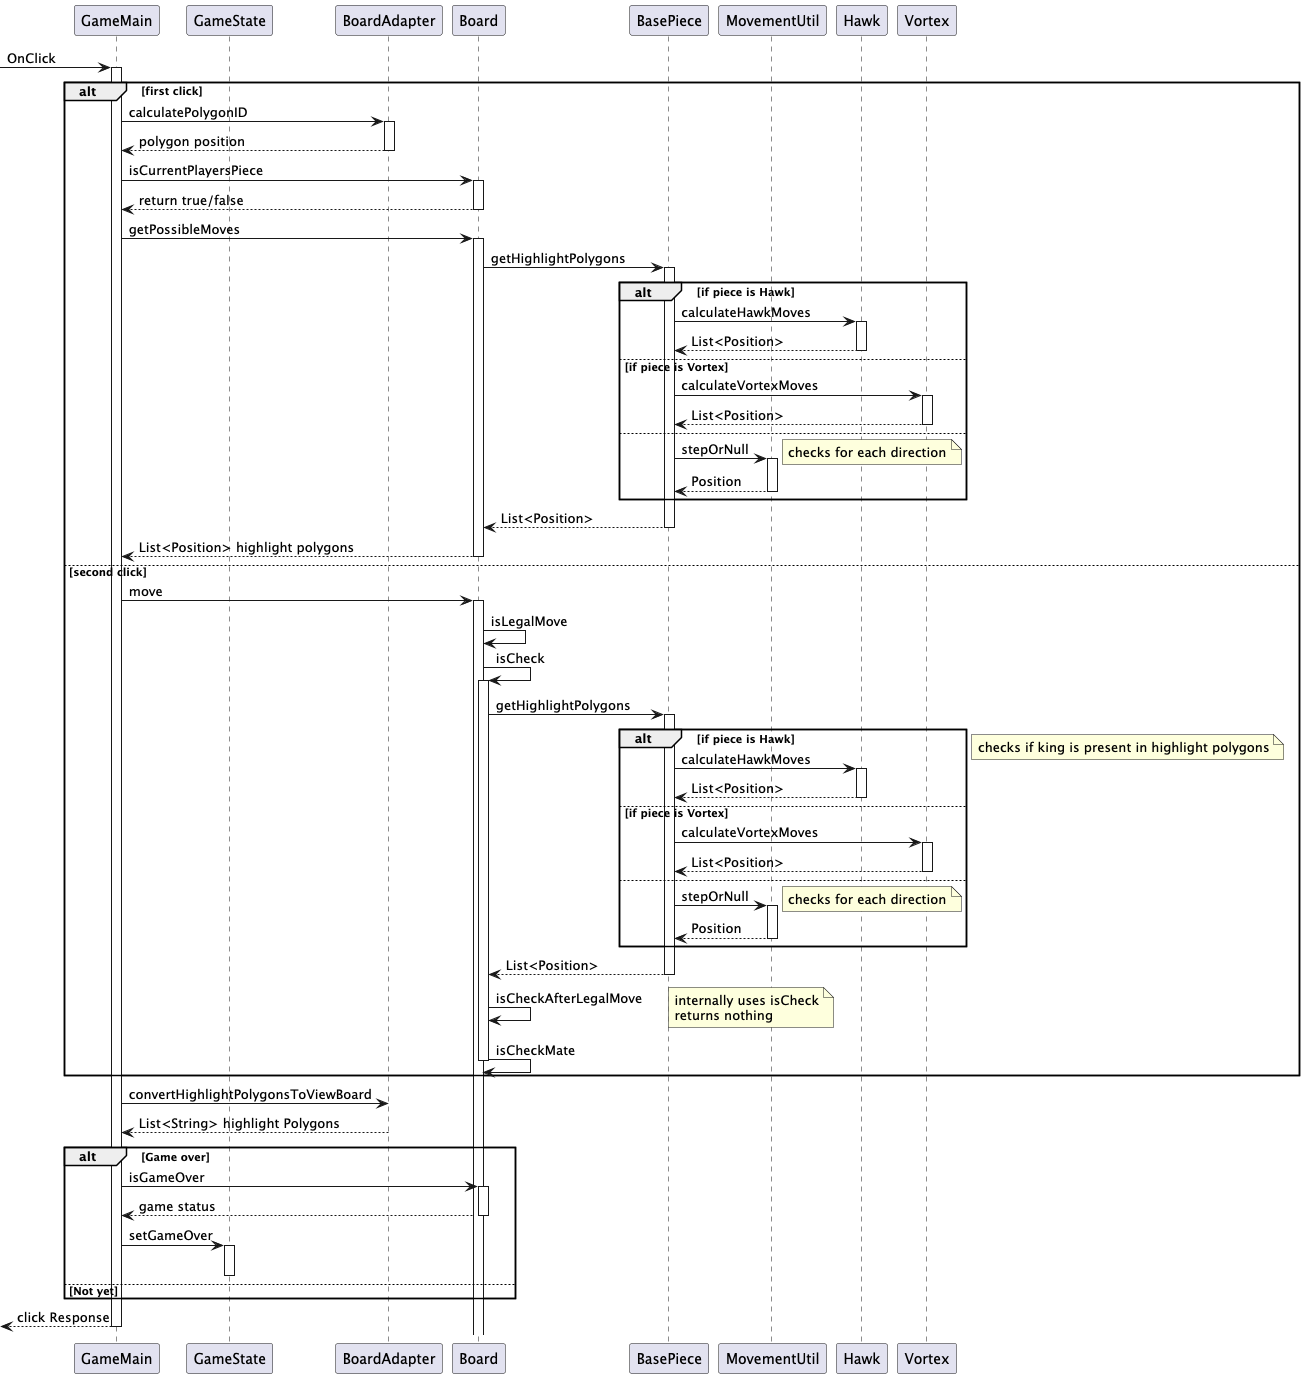 GameMain
GameState
BoardAdapter
Board
BasePiece
MovementUtil
Hawk
Vortex
OnClick
alt
[first click]
calculatePolygonID
polygon position
isCurrentPlayersPiece
return true/false
getPossibleMoves
getHighlightPolygons
alt
[if piece is Hawk]
calculateHawkMoves
List<Position>
[if piece is Vortex]
calculateVortexMoves
List<Position>
stepOrNull
checks for each direction
Position
List<Position>
List<Position> highlight polygons
[second click]
move
isLegalMove
isCheck
getHighlightPolygons
alt
[if piece is Hawk]
checks if king is present in highlight polygons
calculateHawkMoves
List<Position>
[if piece is Vortex]
calculateVortexMoves
List<Position>
stepOrNull
checks for each direction
Position
List<Position>
isCheckAfterLegalMove
internally uses isCheck
returns nothing
isCheckMate
convertHighlightPolygonsToViewBoard
List<String> highlight Polygons
alt
[Game over]
isGameOver
game status
setGameOver
[Not yet]
click Response
GameMain
GameState
BoardAdapter
Board
BasePiece
MovementUtil
Hawk
Vortex